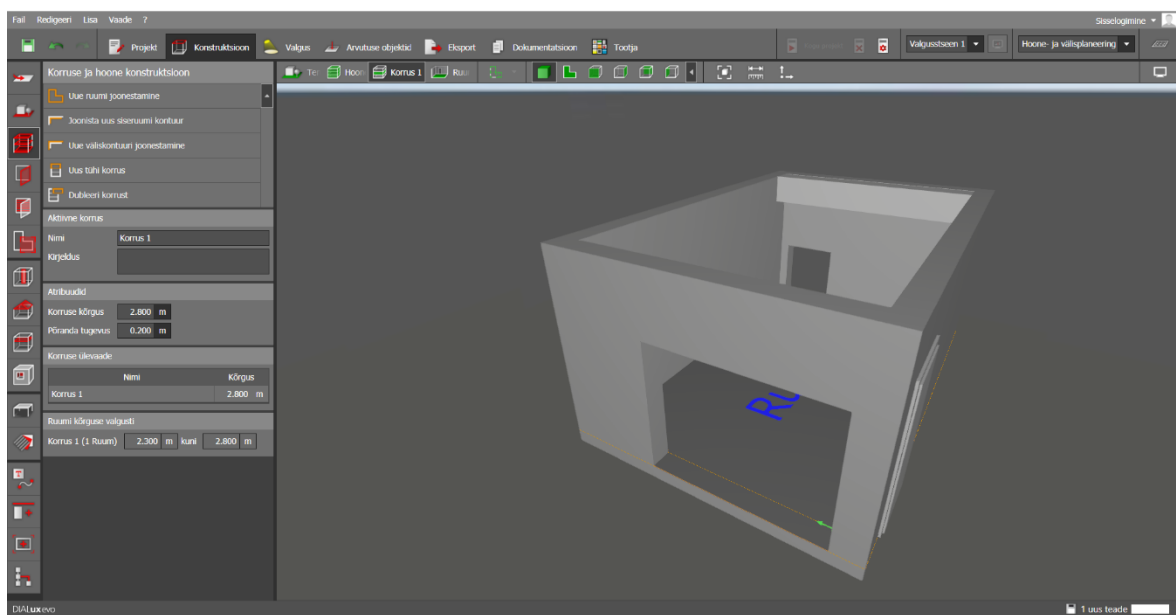 Fail Redigeeri Lisa Vaade ?
Sisselogimine
Projekt Konstruktsioon Valgus Arvutuse objektid Eksport Dokumentatsioon Tootja
Valgusstseen 1 Hoone- ja välisplaneering
Korruse ja hoone konstruktsioon
Hoon Korrus 1 Ruu
Uue ruumi joonestamine
Joonista uus siseruumi kontuur
Uue väliskontuuri joonestamine
Uus tühi korrus
Dubleeri korrust
Aktiivne korrus
Nimi Korrus 1
Kirjeldus
Atribuudid
Korruse kõrgus 2.800 m
Põranda tugevus 0.200 m
Korruse ülevaade
Nimi Kõrgus
Korrus 1 2.800 m
Ruumi kõrguse valgusti
Korrus 1 (1 Ruum) 2.300 m kuni 2.800 m
Ru
DIALux evo
1 uus teade